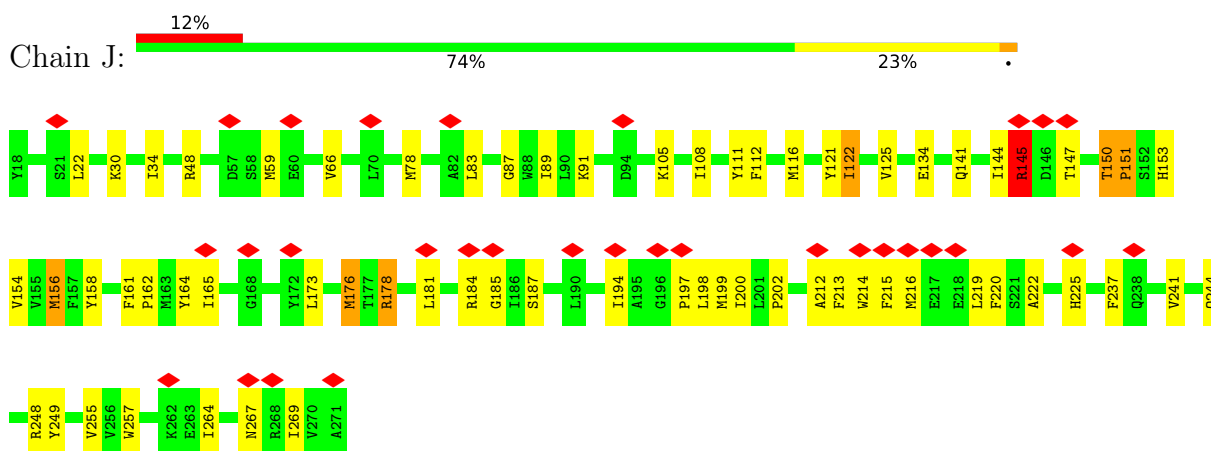 12%
Chain J:
74% 23% •
Y18 S21 L22 K30 I34 R48 D57 S58 M59 E60 V66 L70 M78 A82 L83 G87 W88 I89 L90 K91 D94 K105 I108 Y111 F112 M116 Y121 I122 V125 E134 Q141 I144 R145 D146 T147 T150 P151 S152 H153
V154 V155 M156 F157 Y158 F161 P162 M163 Y164 I165 G168 Y172 L173 M176 T177 R178 L181 R184 G185 I186 S187 L190 I194 A195 G196 P197 L198 M199 I200 L201 P202 A212 F213 W214 F215 M216 E217 E218 L219 F220 S221 A222 H225 F237 Q238 V241
R248 Y249 V255 V256 W257 K262 E263 I264 N267 R268 I269 V270 A271